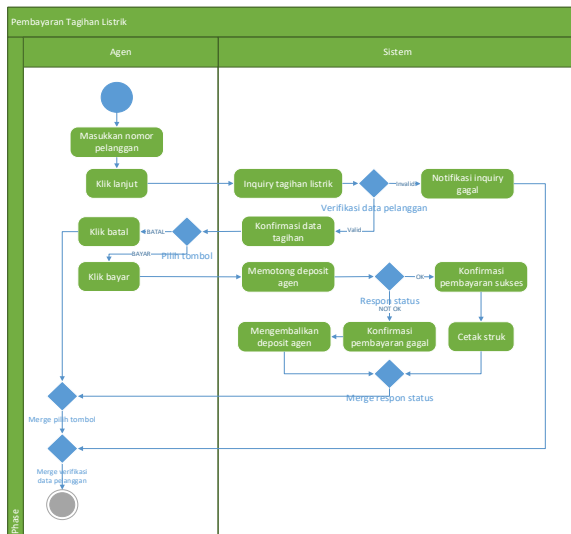 Pembayaran Tagihan Listrik
Agen
Sistem
Masukkan nomor
pelanggan
Klik lanjut
Inquiry tagihan listrik
Invalid
Notifikasi inquiry
gagal
Verifikasi data pelanggan
Klik batal
BATAL
Konfirmasi data
tagihan
Valid
BAYAR
Pilih tombol
Klik bayar
Memotong deposit
agen
OK
Konfirmasi
pembayaran sukses
Respon status
NOT OK
Mengembalikan
deposit agen
Konfirmasi
pembayaran gagal
Cetak struk
Merge respon status
Merge pilih tombol
Merge verifikasi
data pelanggan
Phase